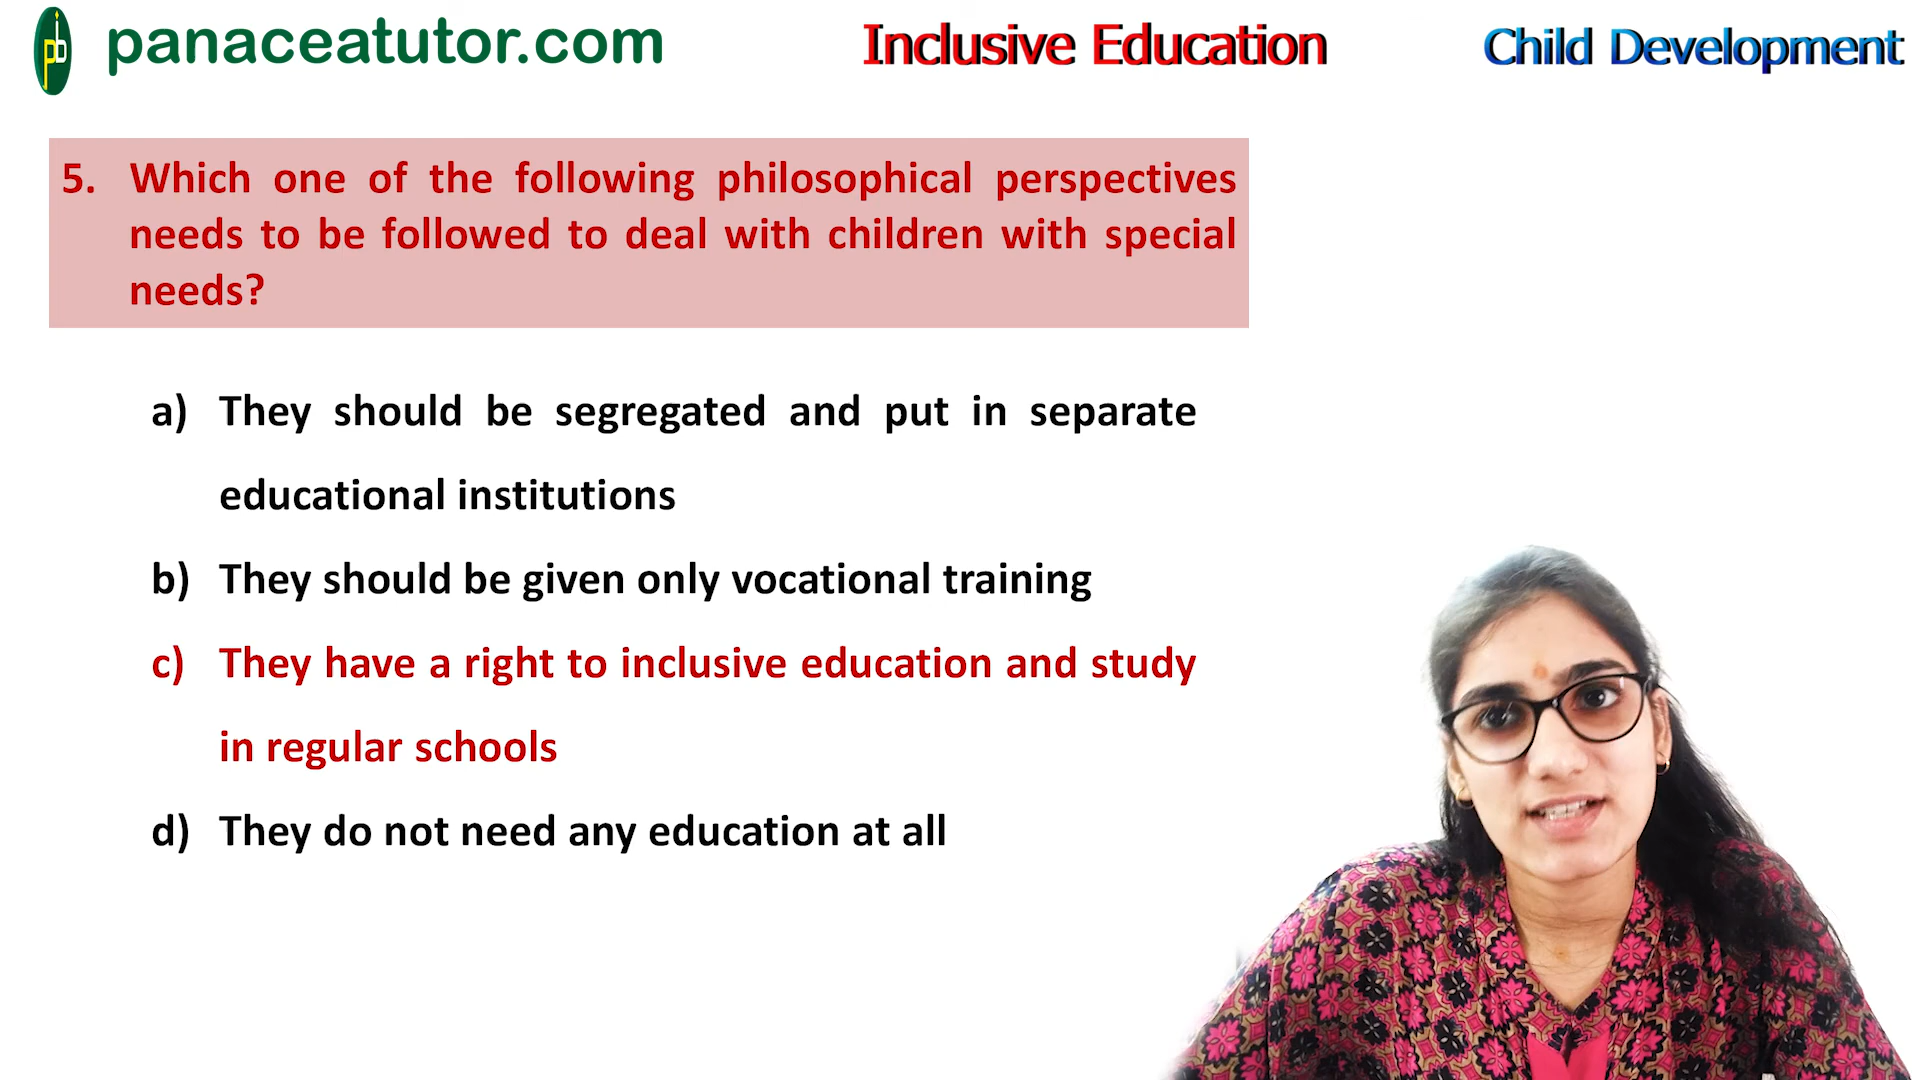 pb panaceatutor.com Inclusive Education Child Development
5. Which one of the following philosophical perspectives
needs to be followed to deal with children with special
needs?
a) They should be segregated and put in separate
educational institutions
b) They should be given only vocational training
c) They have a right to inclusive education and study
in regular schools
d) They do not need any education at all